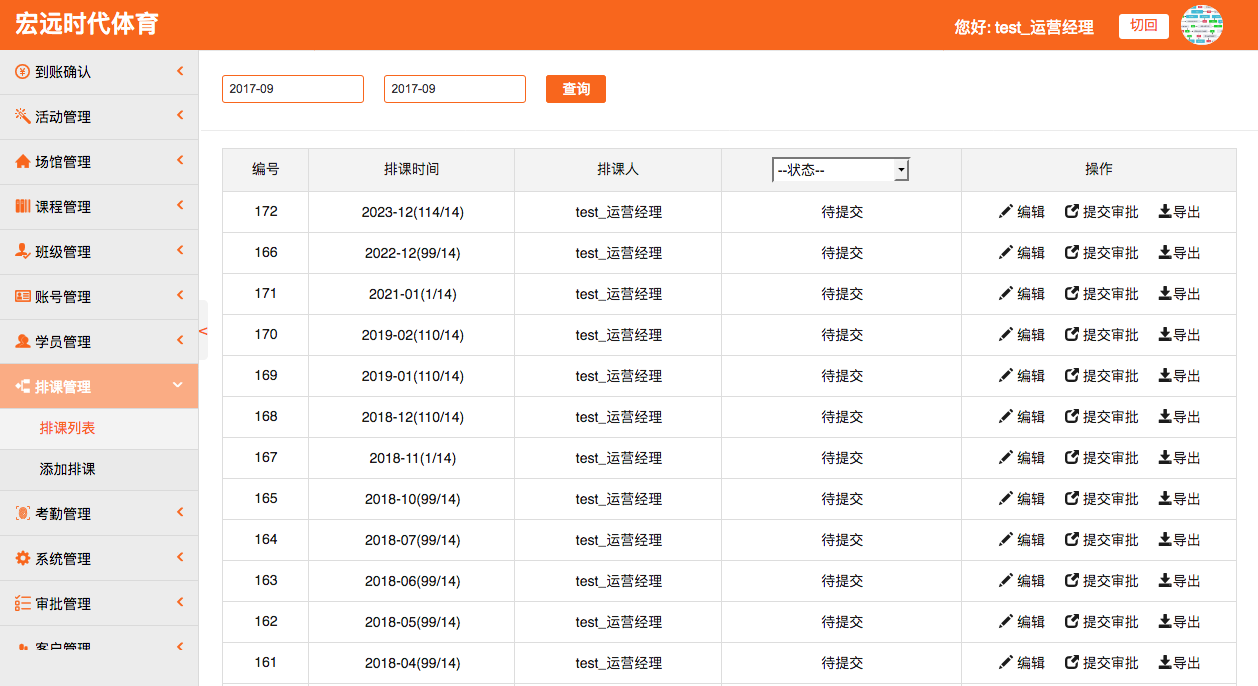 宏远时代体育
您好: test_运营经理 切回
到账确认
活动管理
场馆管理
课程管理
班级管理
账号管理
学员管理
排课管理
排课列表
添加排课
考勤管理
系统管理
审批管理
客户管理
<
2017-09 2017-09 查询
编号 排课时间 排课人 --状态-- 操作
172 2023-12(114/14) test_运营经理 待提交 编辑 提交审批 导出
166 2022-12(99/14) test_运营经理 待提交 编辑 提交审批 导出
171 2021-01(1/14) test_运营经理 待提交 编辑 提交审批 导出
170 2019-02(110/14) test_运营经理 待提交 编辑 提交审批 导出
169 2019-01(110/14) test_运营经理 待提交 编辑 提交审批 导出
168 2018-12(110/14) test_运营经理 待提交 编辑 提交审批 导出
167 2018-11(1/14) test_运营经理 待提交 编辑 提交审批 导出
165 2018-10(99/14) test_运营经理 待提交 编辑 提交审批 导出
164 2018-07(99/14) test_运营经理 待提交 编辑 提交审批 导出
163 2018-06(99/14) test_运营经理 待提交 编辑 提交审批 导出
162 2018-05(99/14) test_运营经理 待提交 编辑 提交审批 导出
161 2018-04(99/14) test_运营经理 待提交 编辑 提交审批 导出